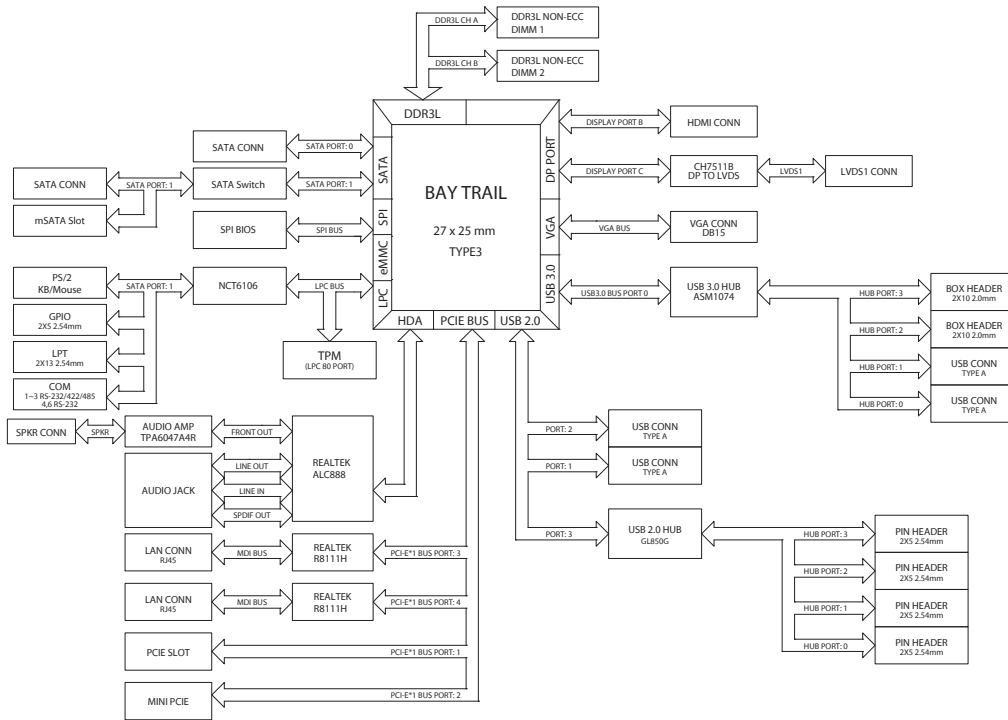 DDR3L CH A
DDR3L NON-ECC
DIMM 1
DDR3L CH B
DDR3L NON-ECC
DIMM 2
DDR3L
SATA CONN
SATA PORT: 0
SATA
DISPLAY PORT B
HDMI CONN
SATA CONN
SATA PORT: 1
SATA Switch
SATA PORT: 1
BAY TRAIL
DP PORT
DISPLAY PORT C
CH7511B
DP TO LVDS
LVDS1
LVDS1 CONN
mSATA Slot
SPI BIOS
SPI BUS
SPI
27 x 25 mm
TYPE3
VGA
VGA BUS
VGA CONN
DB15
eMMC
PS/2
KB/Mouse
SATA PORT: 1
NCT6106
LPC BUS
LPC
USB 3.0
USB3.0 BUS PORT 0
USB 3.0 HUB
ASM1074
HUB PORT: 3
BOX HEADER
2X10 2.0mm
GPIO
2X5 2.54mm
HDA
PCIE BUS
USB 2.0
HUB PORT: 2
BOX HEADER
2X10 2.0mm
LPT
2X13 2.54mm
TPM
(LPC 80 PORT)
HUB PORT: 1
USB CONN
TYPE A
COM
1~3 RS-232/422/485
4,6 RS-232
HUB PORT: 0
USB CONN
TYPE A
SPKR CONN
SPKR
AUDIO AMP
TPA6047A4R
FRONT OUT
REALTEK
ALC888
PORT: 2
USB CONN
TYPE A
AUDIO JACK
LINE OUT
LINE IN
SPDIF OUT
PORT: 1
USB CONN
TYPE A
PORT: 3
USB 2.0 HUB
GL850G
HUB PORT: 3
PIN HEADER
2X5 2.54mm
LAN CONN
RJ45
MDI BUS
REALTEK
R8111H
PCI-E*1 BUS PORT: 3
HUB PORT: 2
PIN HEADER
2X5 2.54mm
LAN CONN
RJ45
MDI BUS
REALTEK
R8111H
PCI-E*1 BUS PORT: 4
HUB PORT: 1
PIN HEADER
2X5 2.54mm
PCIE SLOT
PCI-E*1 BUS PORT: 1
HUB PORT: 0
PIN HEADER
2X5 2.54mm
MINI PCIE
PCI-E*1 BUS PORT: 2